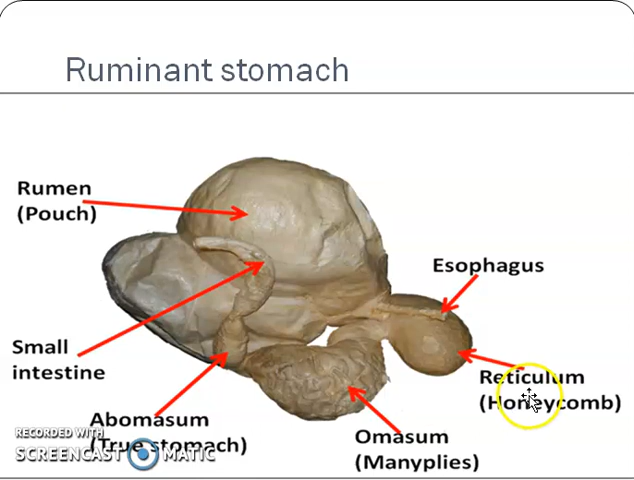 Ruminant stomach
Rumen
(Pouch)
Esophagus
Small
intestine
Reticulum
(Honeycomb)
Abomasum
(True stomach)
Omasum
(Manyplies)
RECORDED WITH
SCREENCAST MATIC